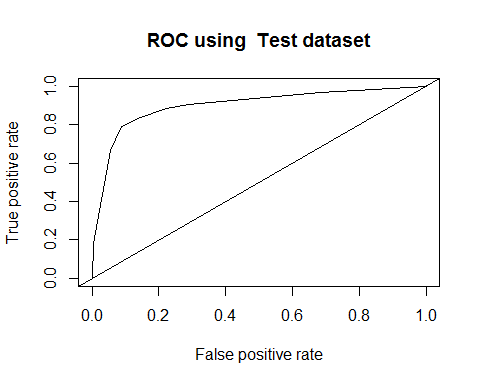 ROC using  Test dataset
True positive rate
1.0
0.8
0.6
0.4
0.2
0.0
0.0 0.2 0.4 0.6 0.8 1.0
False positive rate